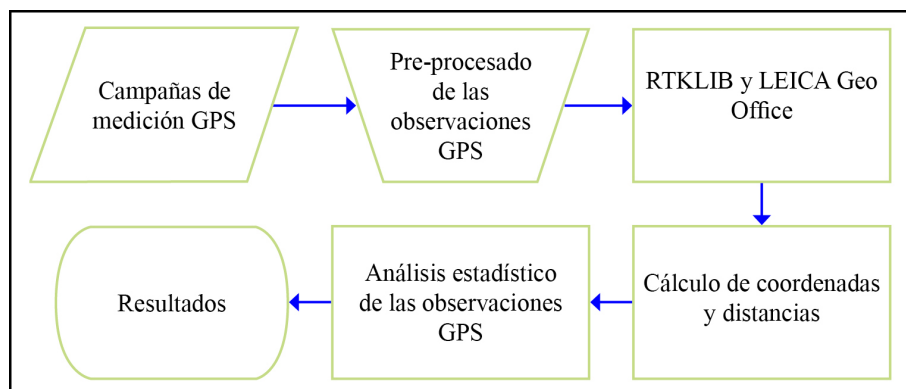 Campañas de
medición GPS
Pre-procesado
de las
observaciones
GPS
RTKLIB y LEICA Geo
Office
Cálculo de coordenadas
y distancias
Análisis estadístico
de las observaciones
GPS
Resultados